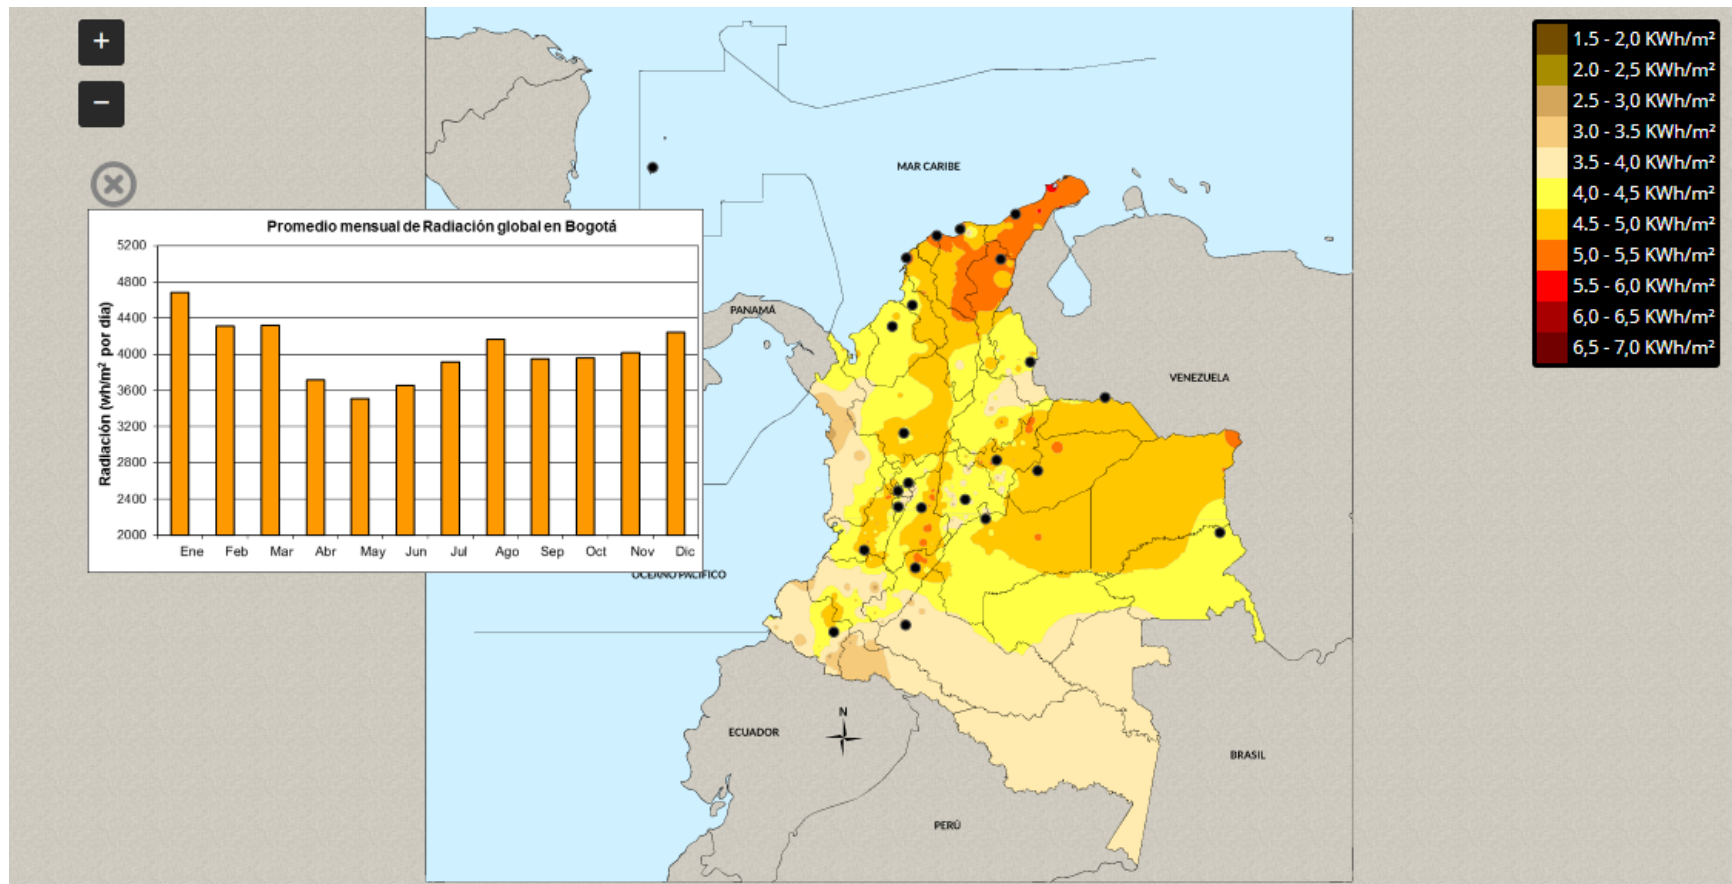 +
−
Promedio mensual de Radiación global en Bogotá
Radiación (wh/m² por día)
5200
4800
4400
4000
3600
3200
2800
2400
2000
Ene Feb Mar Abr May Jun Jul Ago Sep Oct Nov Dic
MAR CARIBE
PANAMÁ
VENEZUELA
OCÉANO PACÍFICO
ECUADOR
N
BRASIL
PERÚ
1.5 - 2,0 KWh/m²
2.0 - 2,5 KWh/m²
2.5 - 3,0 KWh/m²
3.0 - 3.5 KWh/m²
3.5 - 4,0 KWh/m²
4,0 - 4,5 KWh/m²
4.5 - 5,0 KWh/m²
5,0 - 5,5 KWh/m²
5.5 - 6,0 KWh/m²
6,0 - 6,5 KWh/m²
6,5 - 7,0 KWh/m²